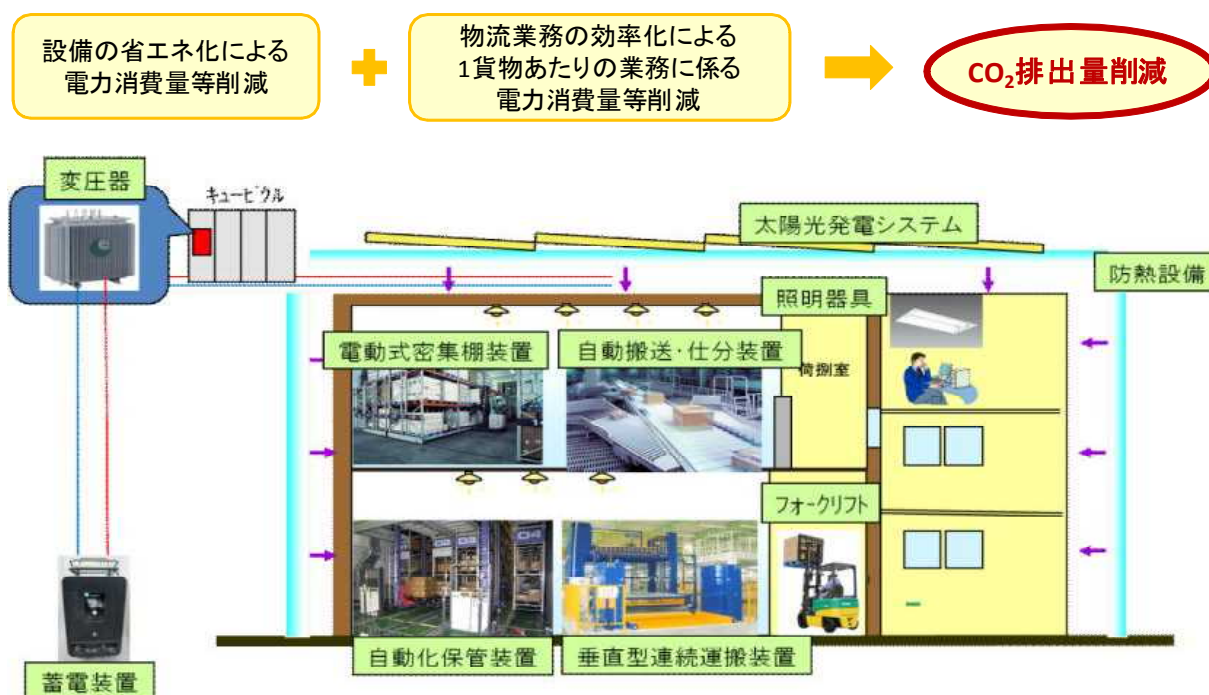 設備の省エネ化による
電力消費量等削減
物流業務の効率化による
1貨物あたりの業務に係る
電力消費量等削減
CO₂排出量削減
変圧器
キュービクル
太陽光発電システム
防熱設備
照明器具
電動式密集棚装置
自動搬送・仕分装置
荷捌室
フォークリフト
自動化保管装置
垂直型連続運搬装置
蓄電装置